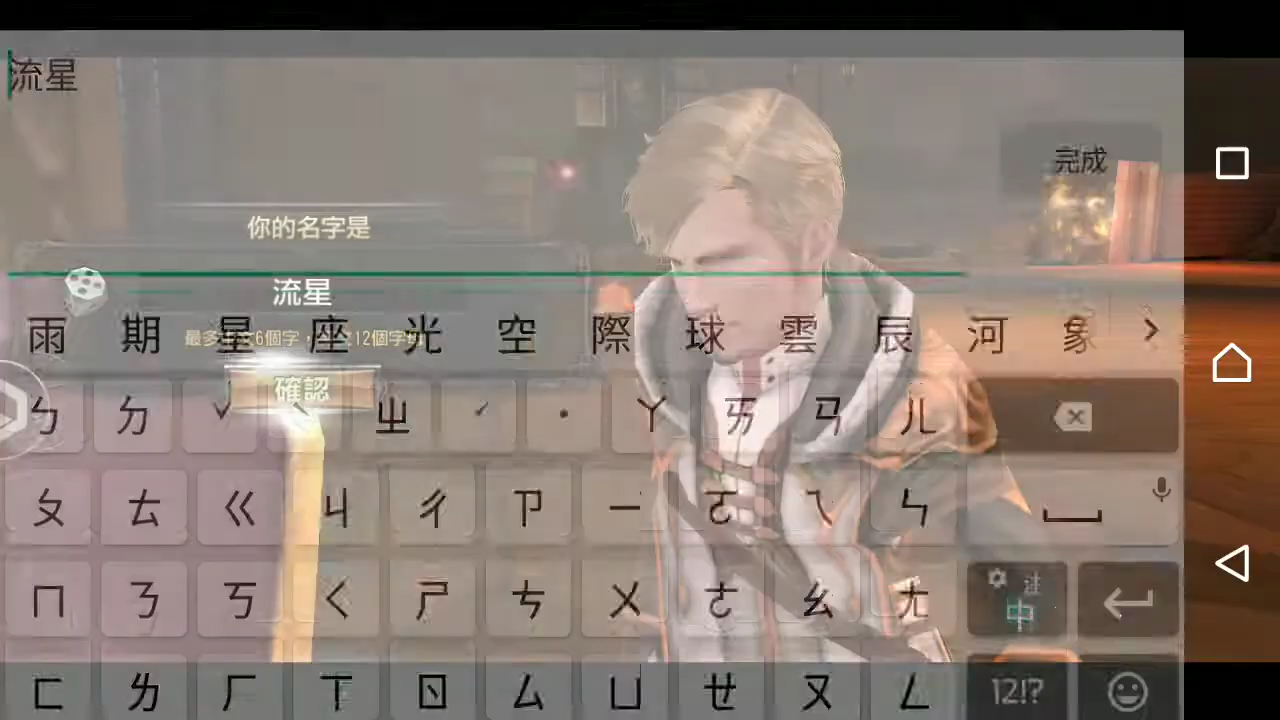 流星
完成
你的名字是
流星
雨 期 星 座 光 空 際 球 雲 辰 河 象
確認
ㄅ ㄉ ˇ ˋ ㄓ ˊ ˙ ㄚ ㄞ ㄢ ㄦ
ㄆ ㄊ ㄍ ㄐ ㄔ ㄗ ㄧ ㄛ ㄟ ㄣ
ㄇ ㄋ ㄎ ㄑ ㄕ ㄘ ㄨ ㄜ ㄠ ㄤ 中
ㄈ ㄌ ㄏ ㄒ ㄖ ㄙ ㄩ ㄝ ㄡ ㄥ 12!?